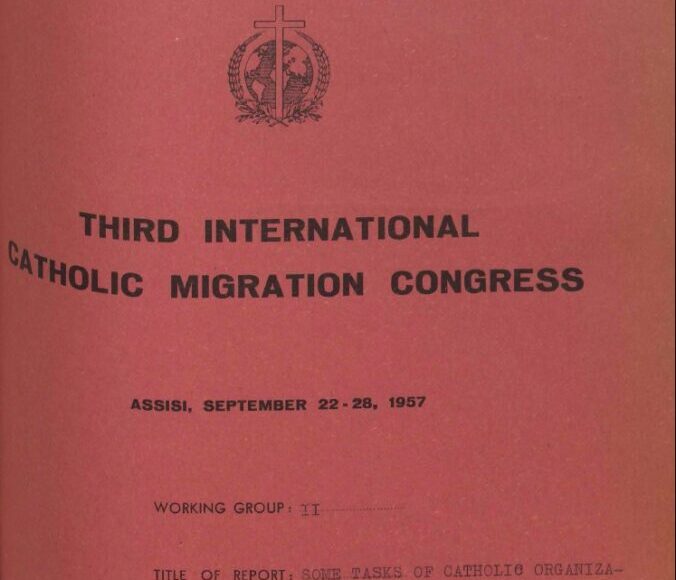 THIRD INTERNATIONAL
CATHOLIC MIGRATION CONGRESS
ASSISI, SEPTEMBER 22-28, 1957
WORKING GROUP: II
TITLE OF REPORT: SOME TASKS OF CATHOLIC ORGANIZA-